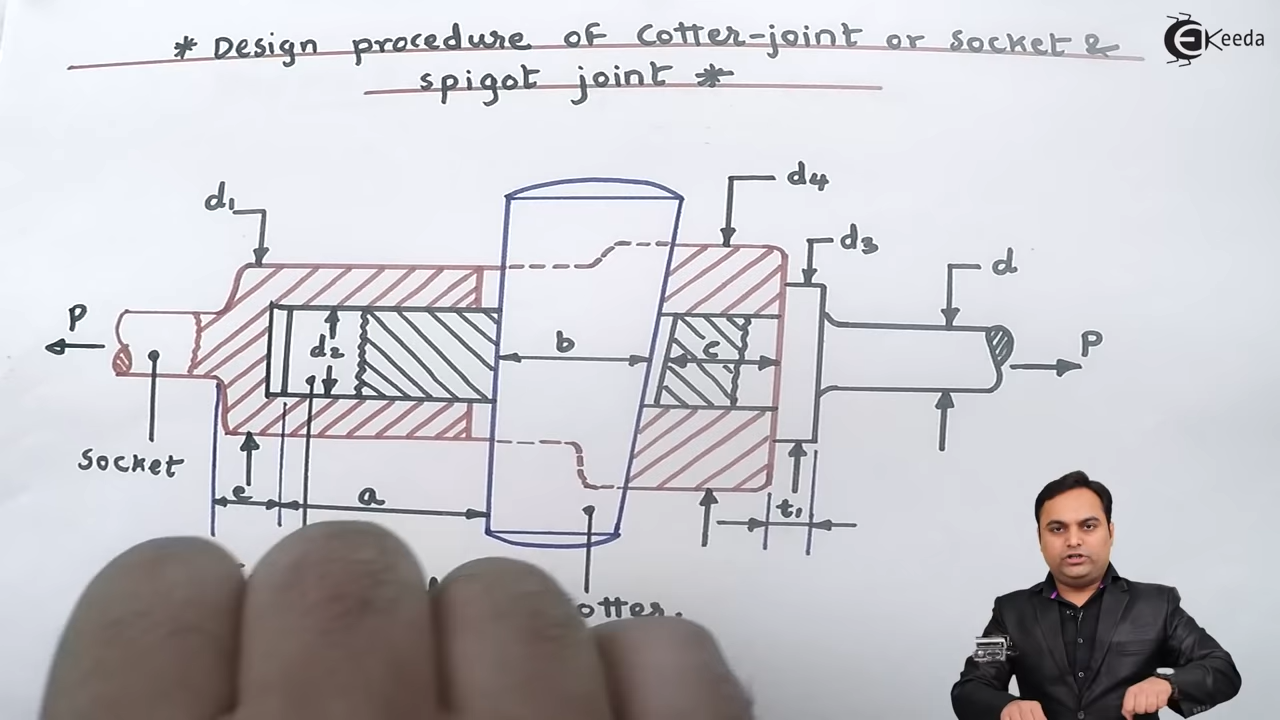 * Design procedure of Cotter-joint or Socket &
spigot joint *
EKeeda
d4
d1
d3
d
P
d2
b
c
P
Socket
e
a
t1
otter.